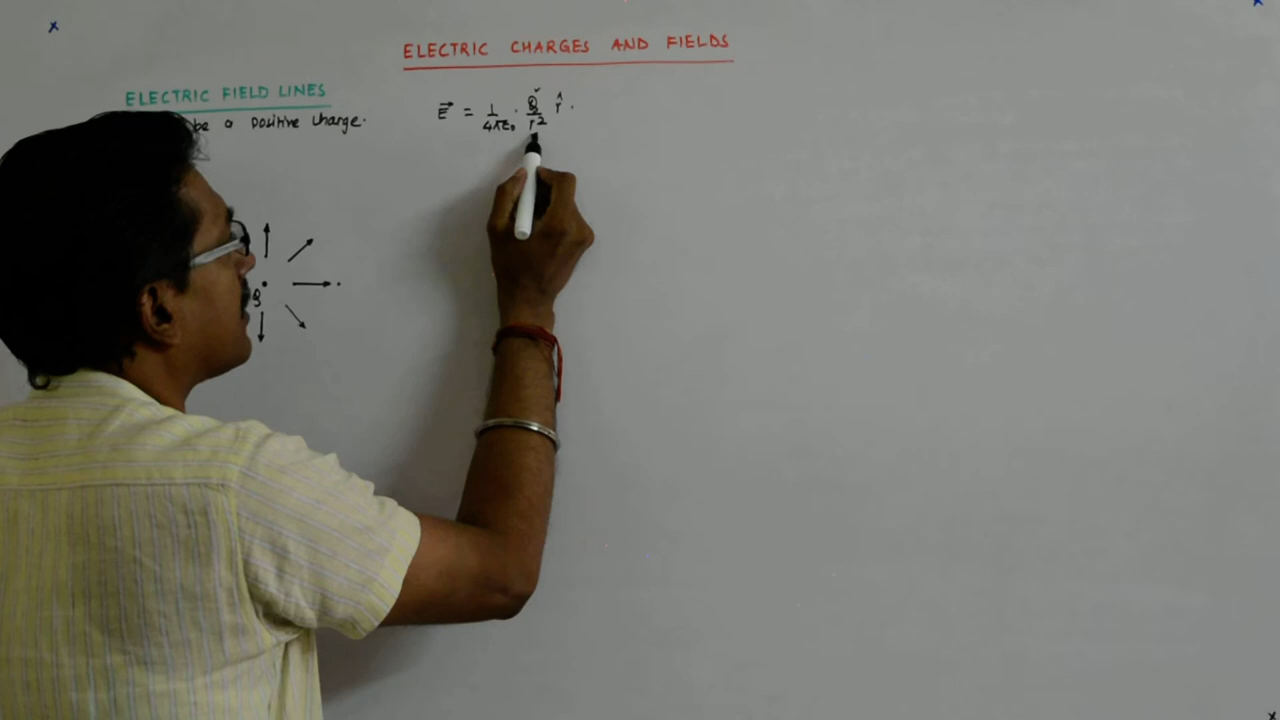 ELECTRIC CHARGES AND FIELDS
ELECTRIC FIELD LINES
be a positive charge.
E⃗ = 1/4πε₀ · Q/r² r̂ .
Q